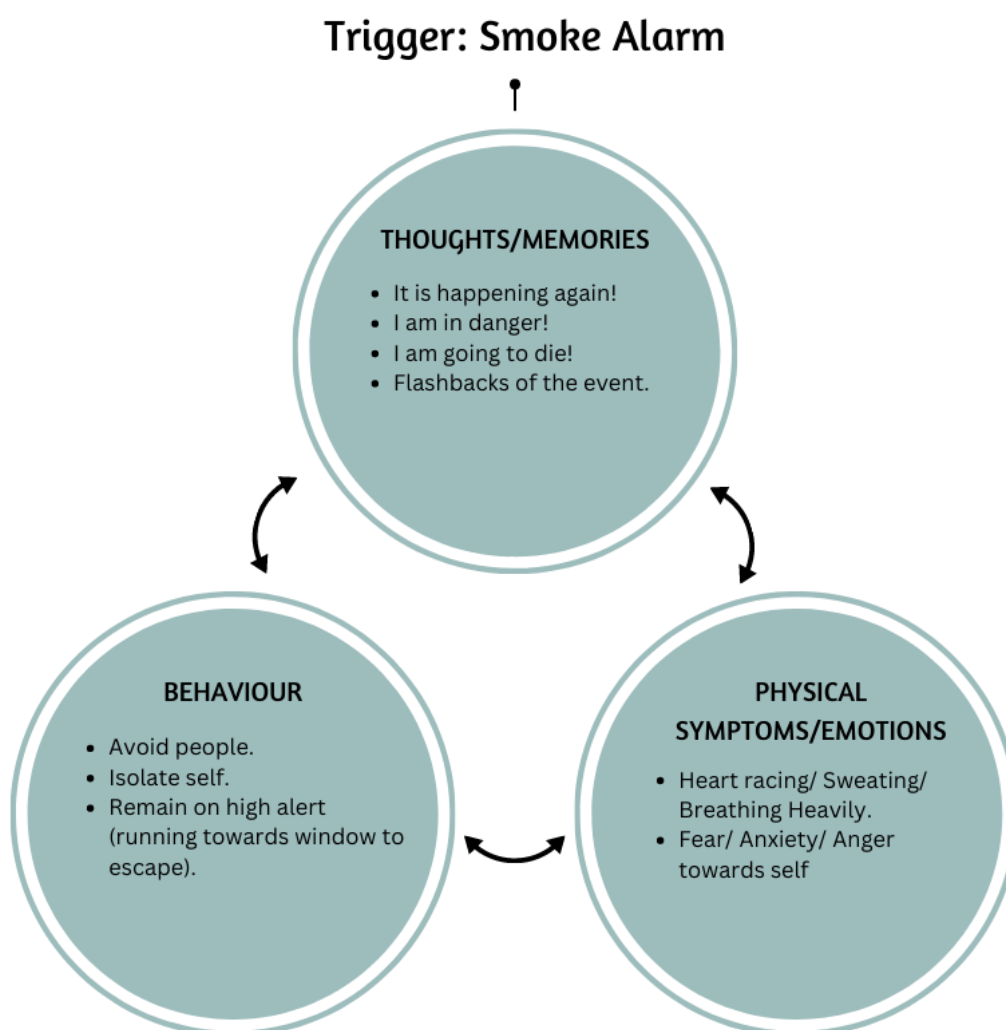 Trigger: Smoke Alarm
THOUGHTS/MEMORIES
• It is happening again!
• I am in danger!
• I am going to die!
• Flashbacks of the event.
BEHAVIOUR
• Avoid people.
• Isolate self.
• Remain on high alert
(running towards window to
escape).
PHYSICAL
SYMPTOMS/EMOTIONS
• Heart racing/ Sweating/
Breathing Heavily.
• Fear/ Anxiety/ Anger
towards self